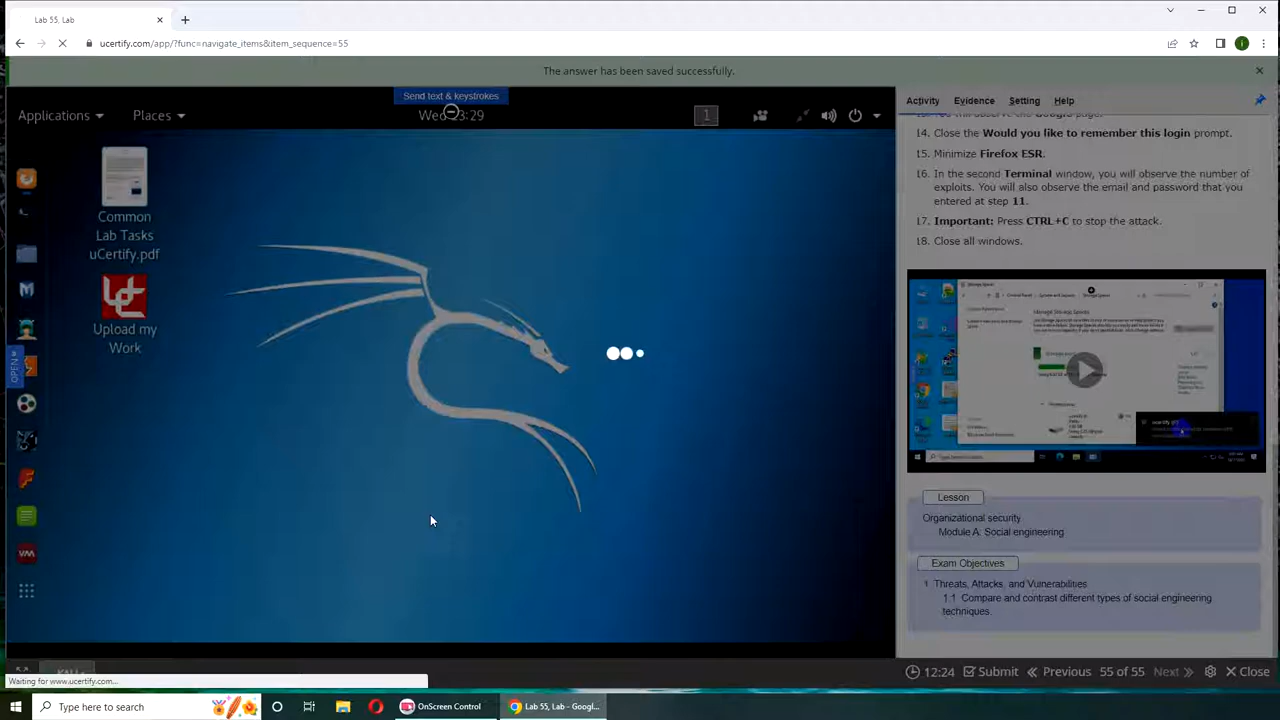 Lab 55, Lab
ucertify.com/app/?func=navigate_items&item_sequence=55
The answer has been saved successfully.
Send text & keystrokes
Applications
Places
Wed 23:29
1
Activity
Evidence
Setting
Help
14. Close the Would you like to remember this login prompt.
15. Minimize Firefox ESR.
16. In the second Terminal window, you will observe the number of
exploits. You will also observe the email and password that you
entered at step 11.
17. Important: Press CTRL+C to stop the attack.
18. Close all windows.
Common
Lab Tasks
uCertify.pdf
Upload my
Work
OPEN
Lesson
Organizational security
Module A: Social engineering
Exam Objectives
1 Threats, Attacks, and Vulnerabilities
1.1 Compare and contrast different types of social engineering
techniques.
12:24
Submit
Previous
55 of 55
Next
Close
Waiting for www.ucertify.com...
Type here to search
OnScreen Control
Lab 55, Lab - Googl...